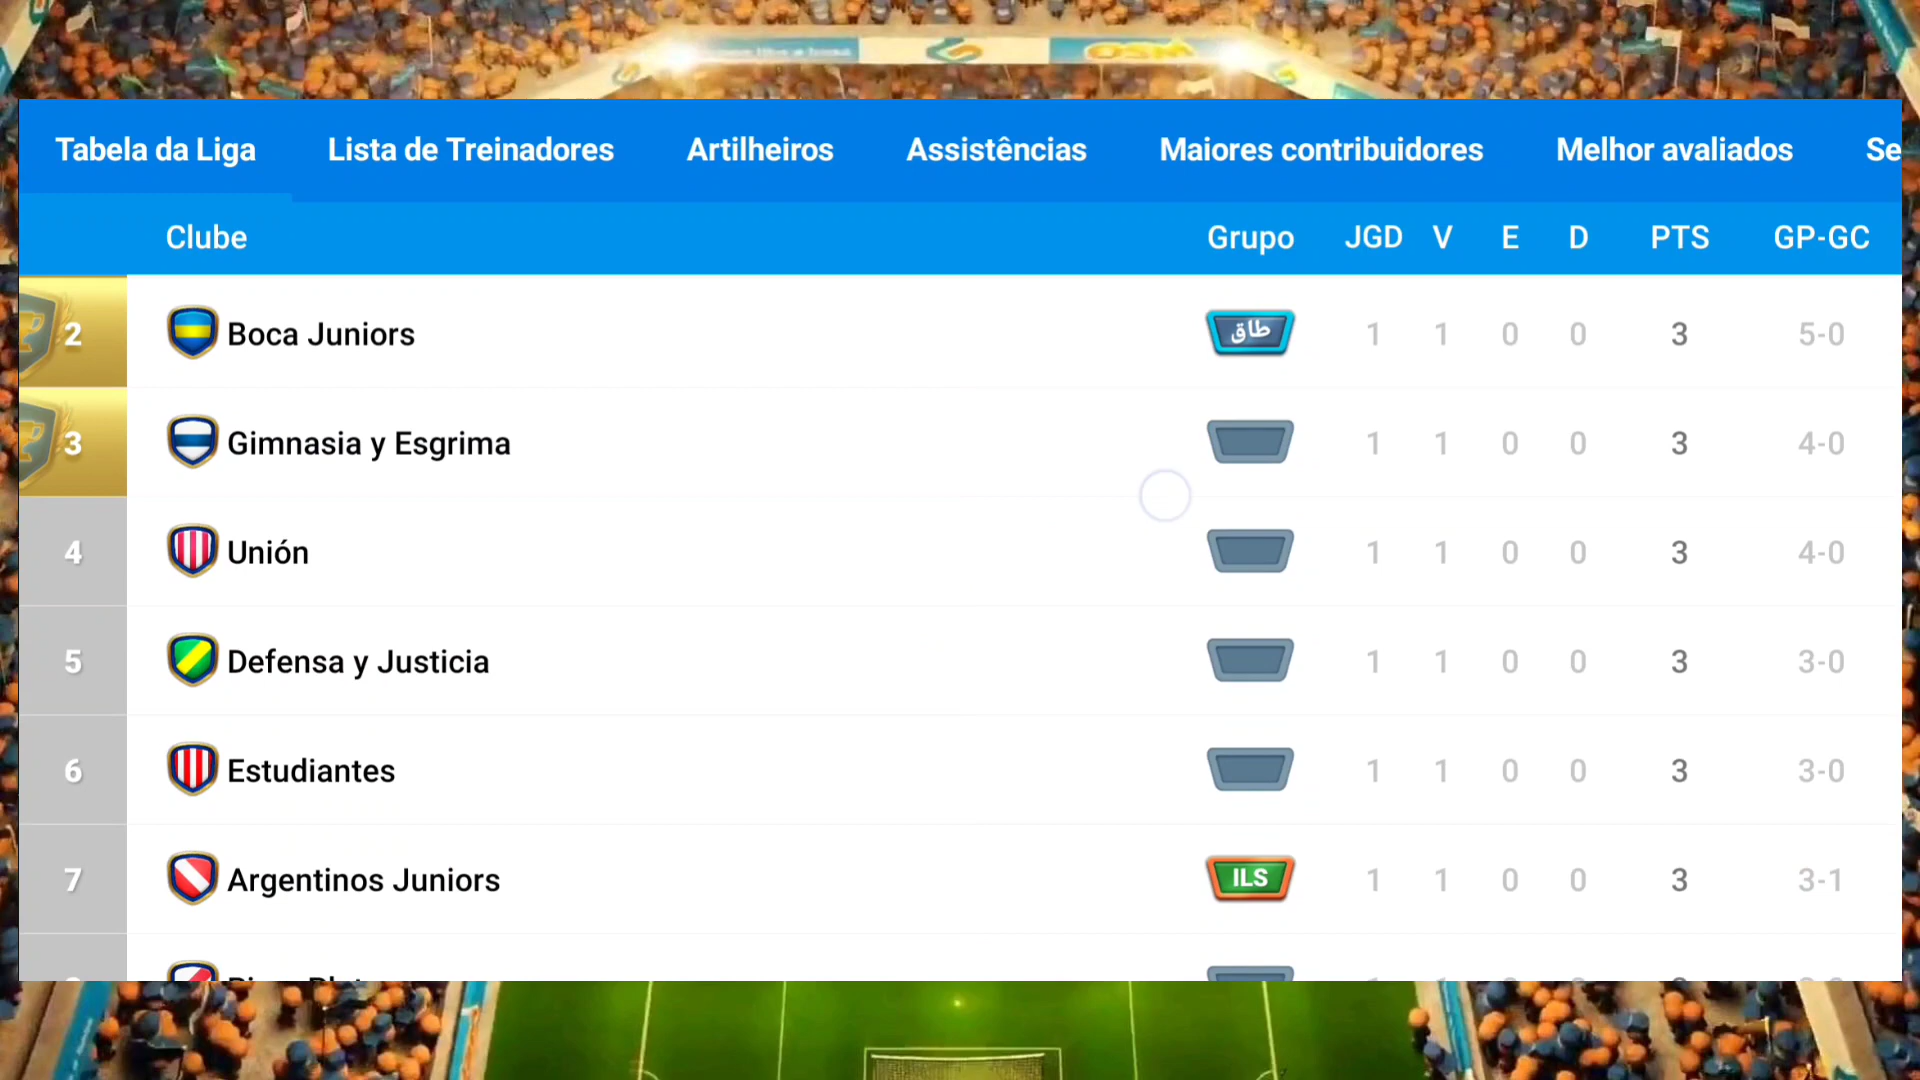 OSM
Tabela da Liga Lista de Treinadores Artilheiros Assistências Maiores contribuidores Melhor avaliados Se
Clube Grupo JGD V E D PTS GP-GC
2 Boca Juniors طاق 1 1 0 0 3 5-0
3 Gimnasia y Esgrima 1 1 0 0 3 4-0
4 Unión 1 1 0 0 3 4-0
5 Defensa y Justicia 1 1 0 0 3 3-0
6 Estudiantes 1 1 0 0 3 3-0
7 Argentinos Juniors ILS 1 1 0 0 3 3-1